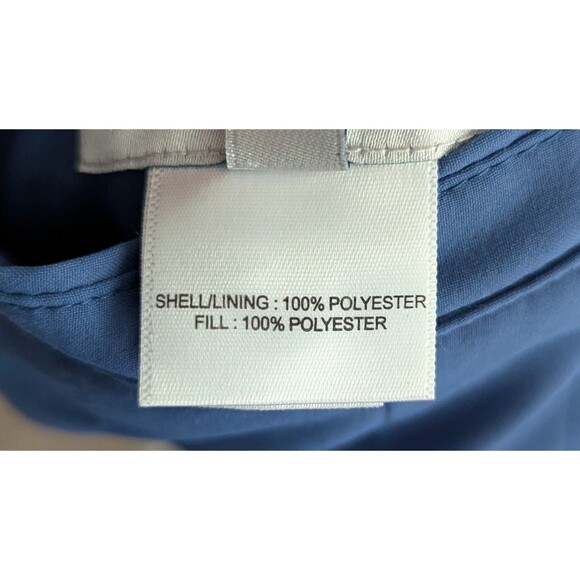 SHELL/LINING : 100% POLYESTER
FILL : 100% POLYESTER